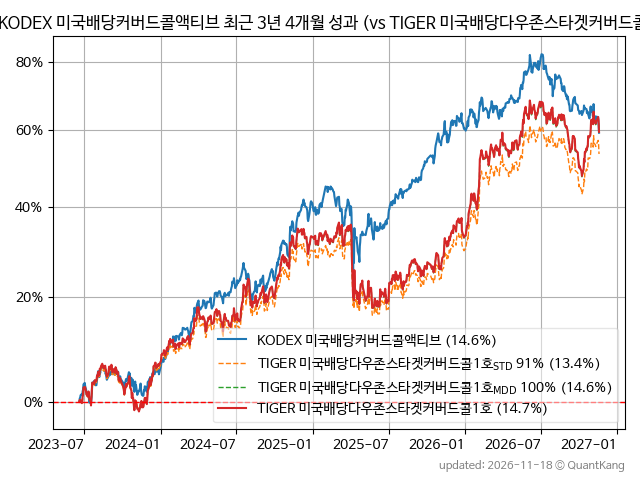 KODEX 미국배당커버드콜액티브 최근 3년 4개월 성과 (vs TIGER 미국배당다우존스타겟커버드콜
80%
60%
40%
20%
0%
KODEX 미국배당커버드콜액티브 (14.6%)
TIGER 미국배당다우존스타겟커버드콜1호STD 91% (13.4%)
TIGER 미국배당다우존스타겟커버드콜1호MDD 100% (14.6%)
TIGER 미국배당다우존스타겟커버드콜1호 (14.7%)
2023-07 2024-01 2024-07 2025-01 2025-07 2026-01 2026-07 2027-01
updated: 2026-11-18 © QuantKang